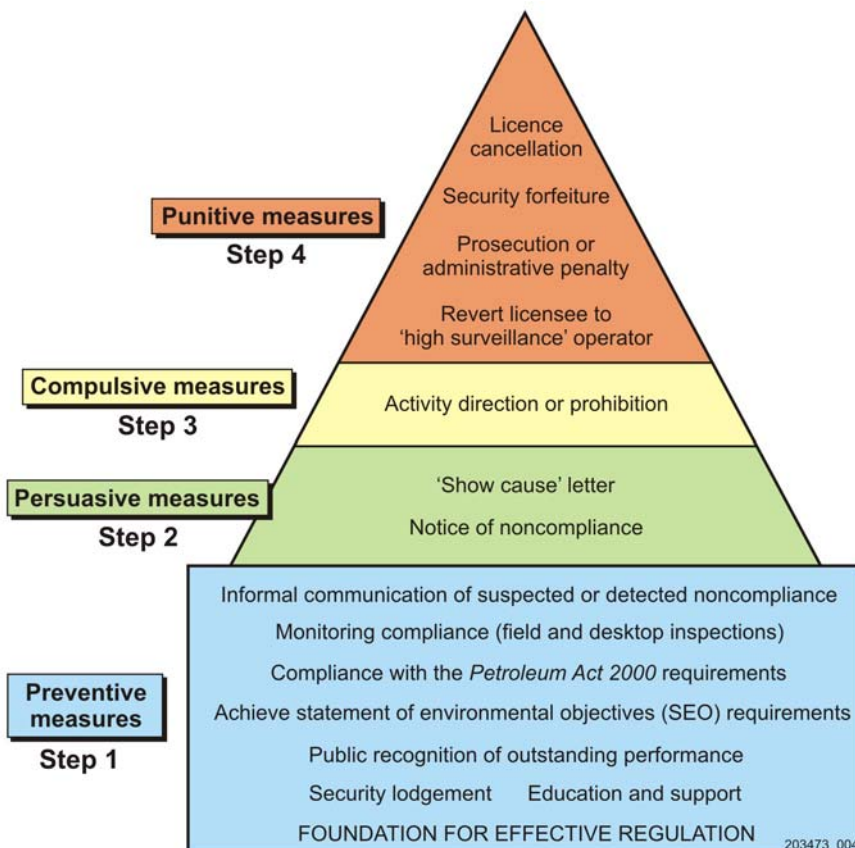 Licence
cancellation
Security forfeiture
Punitive measures
Step 4
Prosecution or
administrative penalty
Revert licensee to
‘high surveillance’ operator
Compulsive measures
Step 3
Activity direction or prohibition
Persuasive measures
Step 2
‘Show cause’ letter
Notice of noncompliance
Preventive
measures
Step 1
Informal communication of suspected or detected noncompliance
Monitoring compliance (field and desktop inspections)
Compliance with the Petroleum Act 2000 requirements
Achieve statement of environmental objectives (SEO) requirements
Public recognition of outstanding performance
Security lodgement Education and support
FOUNDATION FOR EFFECTIVE REGULATION
203473_004